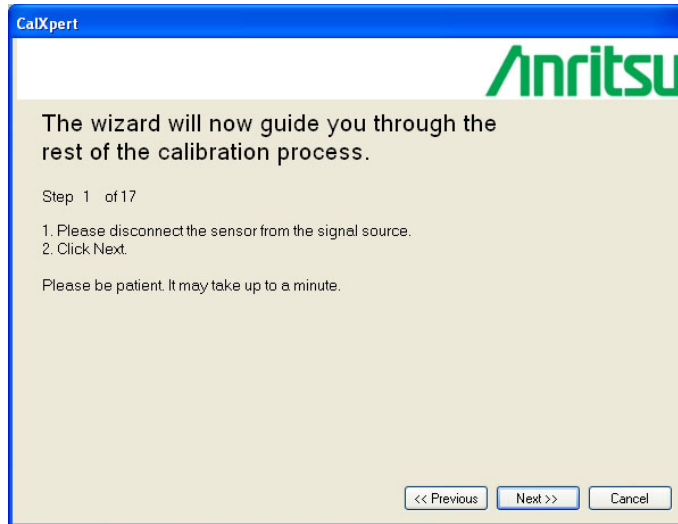 CalXpert
Anritsu
The wizard will now guide you through the
rest of the calibration process.
Step 1 of 17
1. Please disconnect the sensor from the signal source.
2. Click Next.
Please be patient. It may take up to a minute.
<< Previous Next >> Cancel